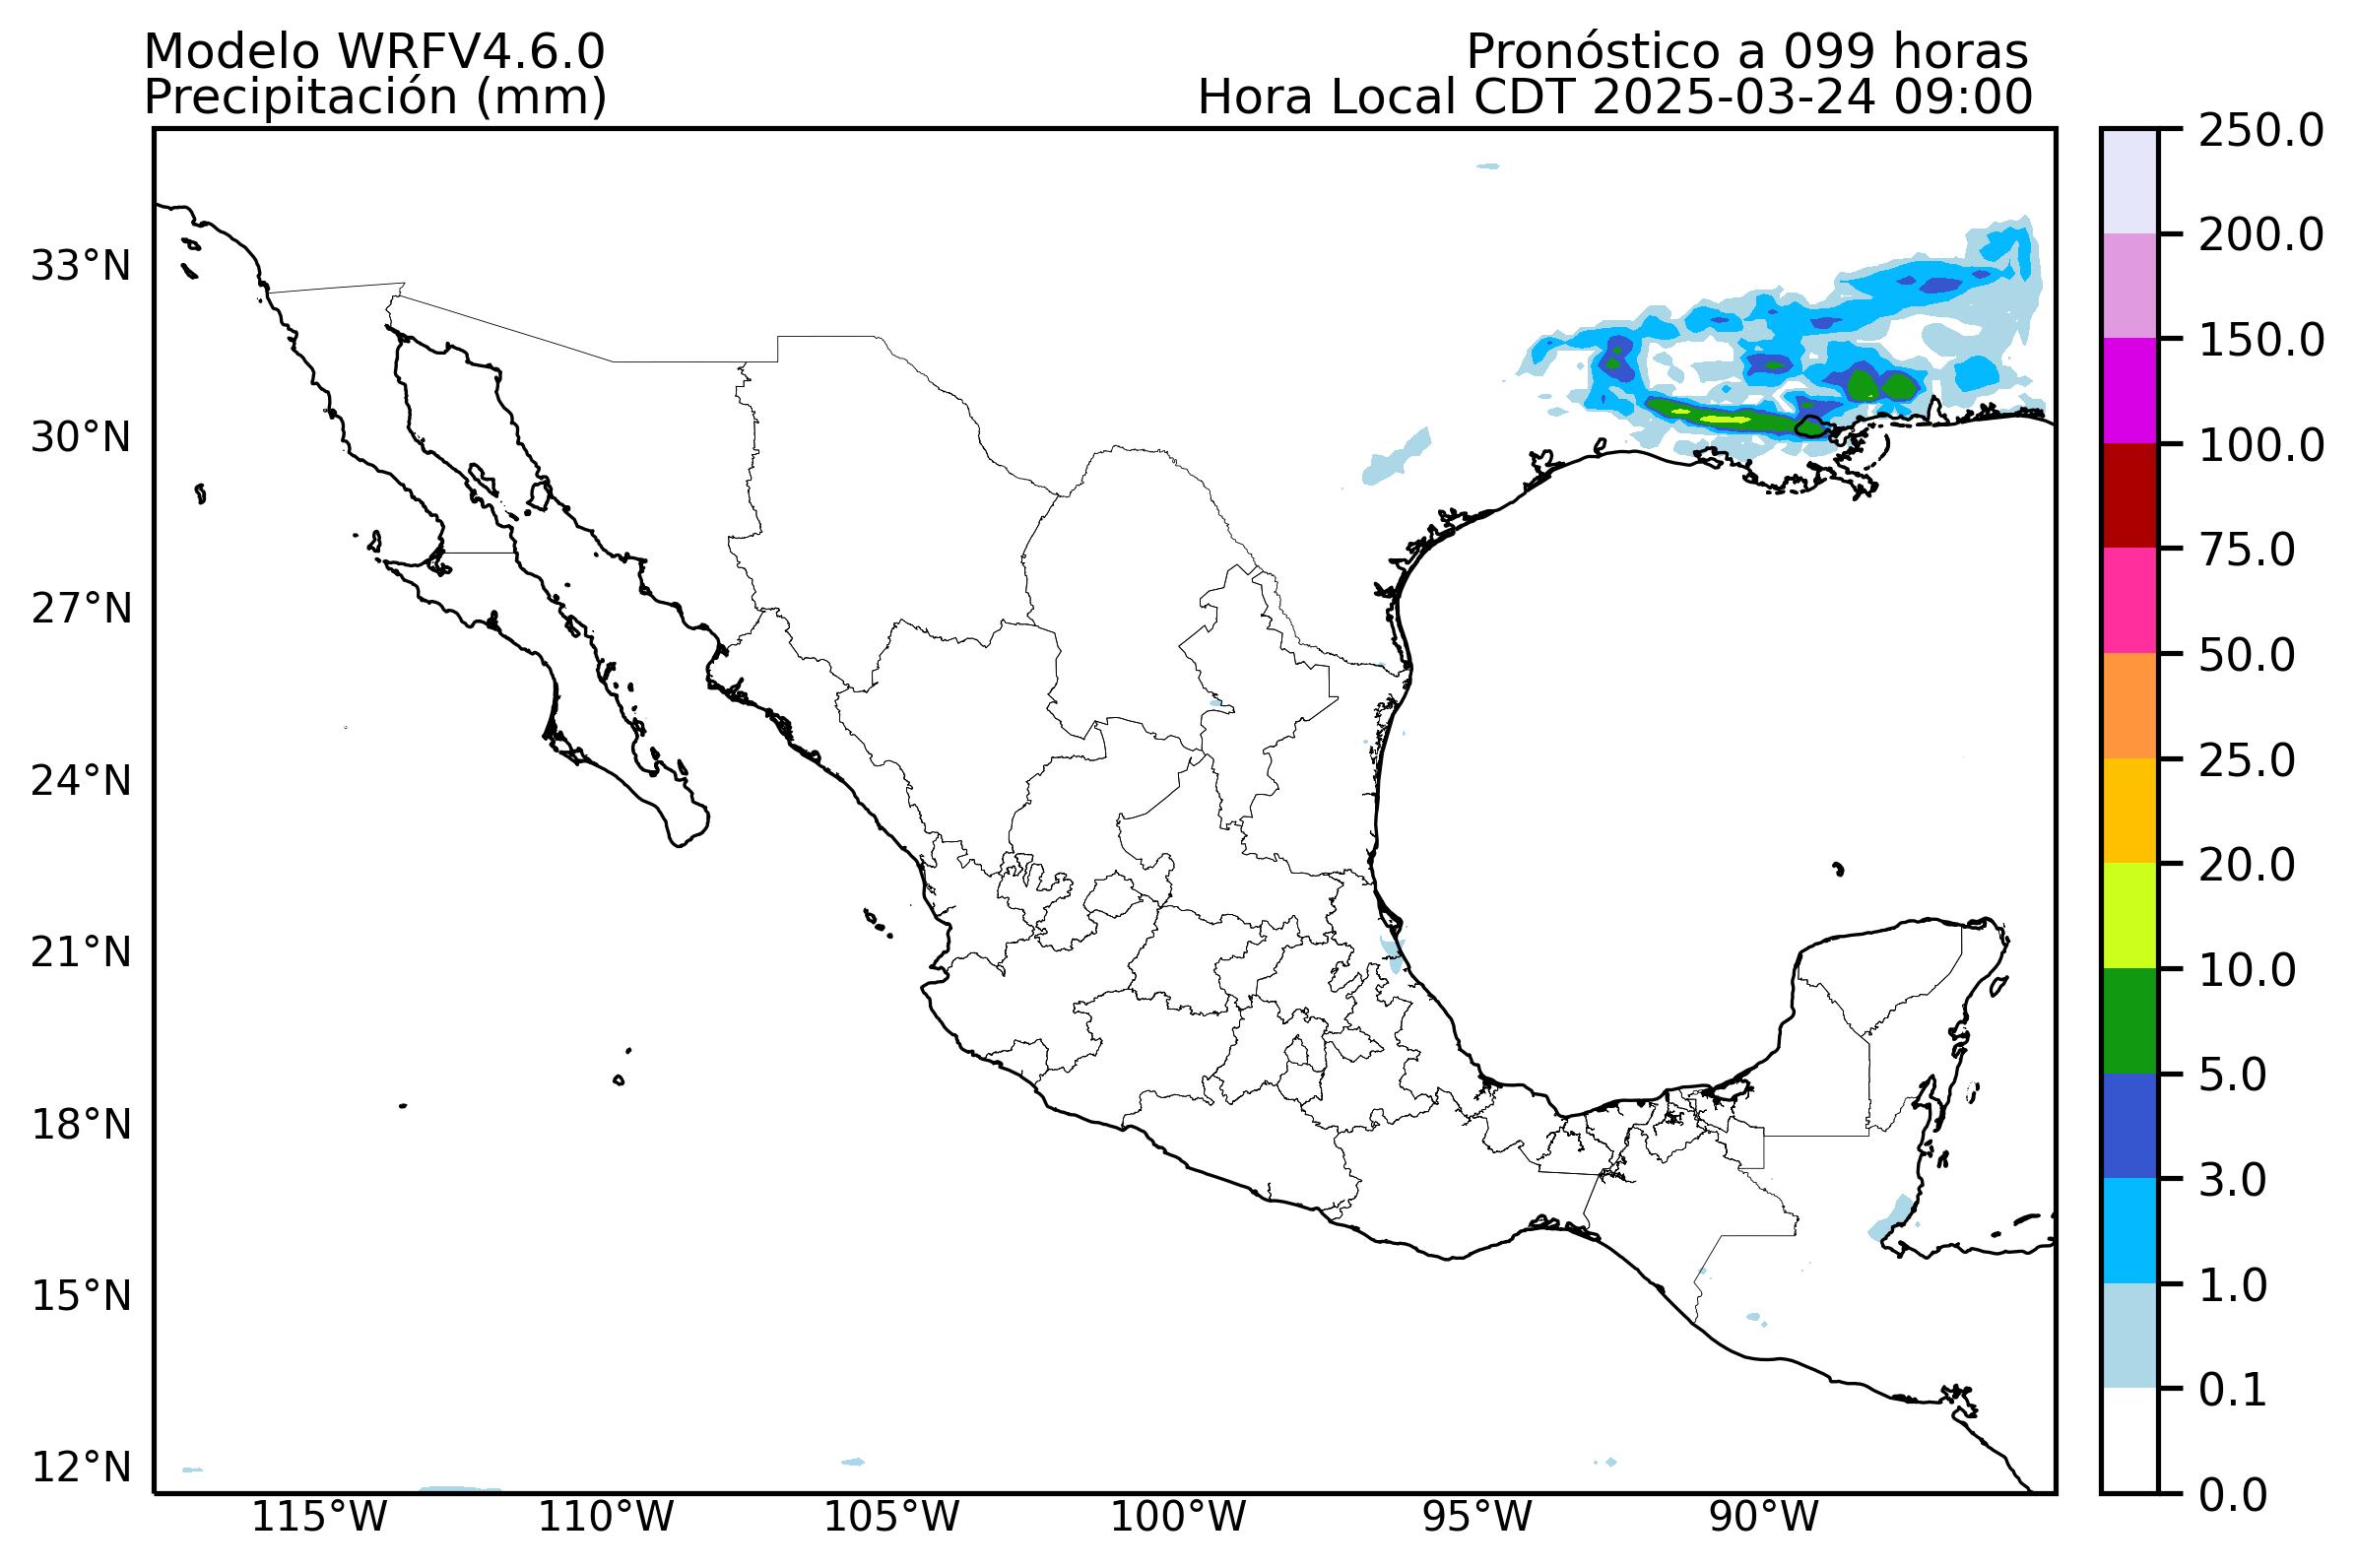 Modelo WRFV4.6.0
Pronóstico a 099 horas
Precipitación (mm)
Hora Local CDT 2025-03-24 09:00
250.0
200.0
150.0
100.0
75.0
50.0
25.0
20.0
10.0
5.0
3.0
1.0
0.1
0.0
33°N
30°N
27°N
24°N
21°N
18°N
15°N
12°N
115°W
110°W
105°W
100°W
95°W
90°W